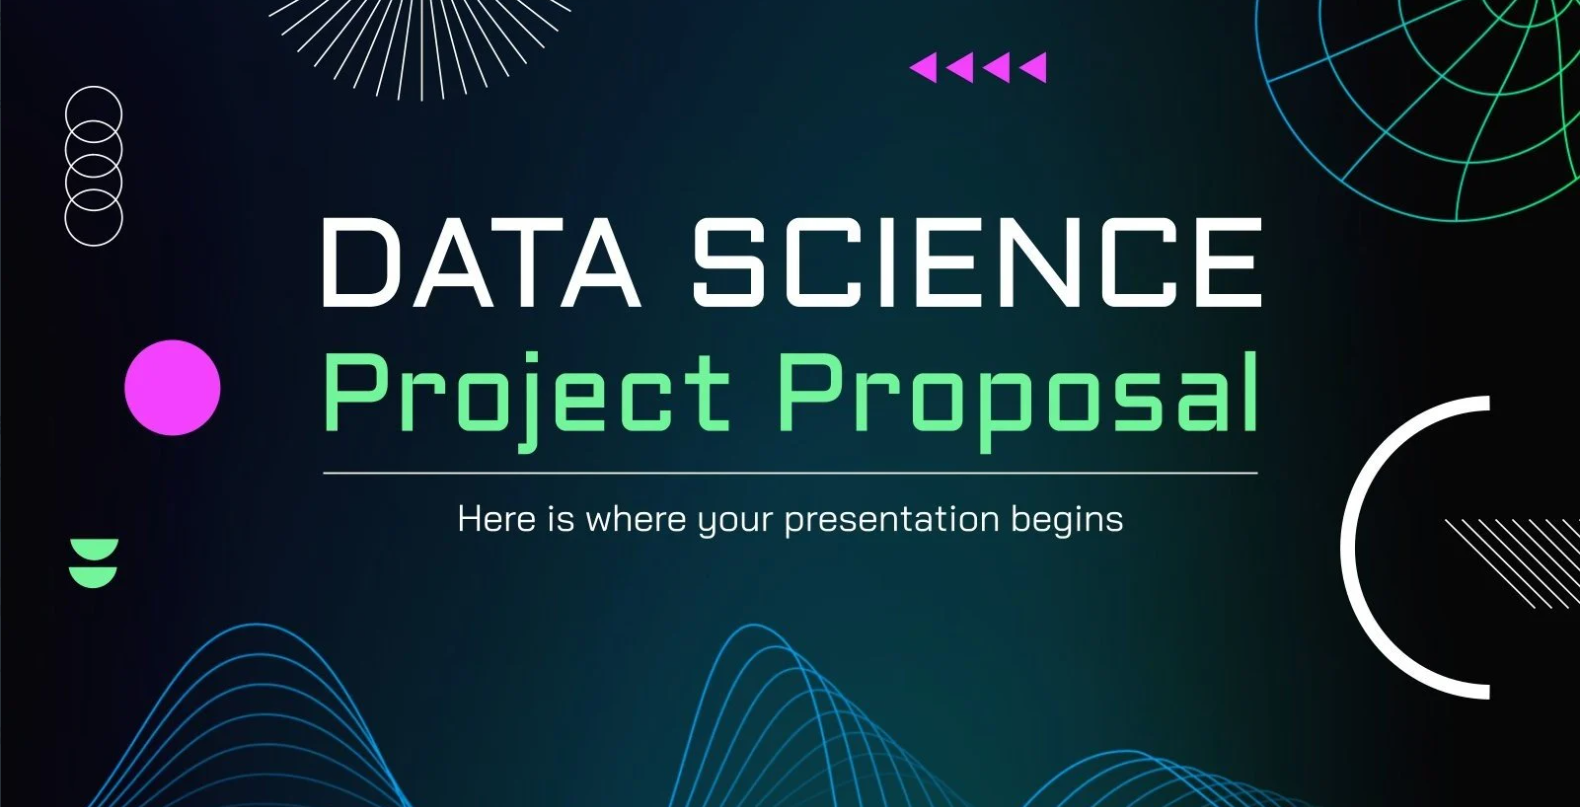 DATA SCIENCE
Project Proposal
Here is where your presentation begins